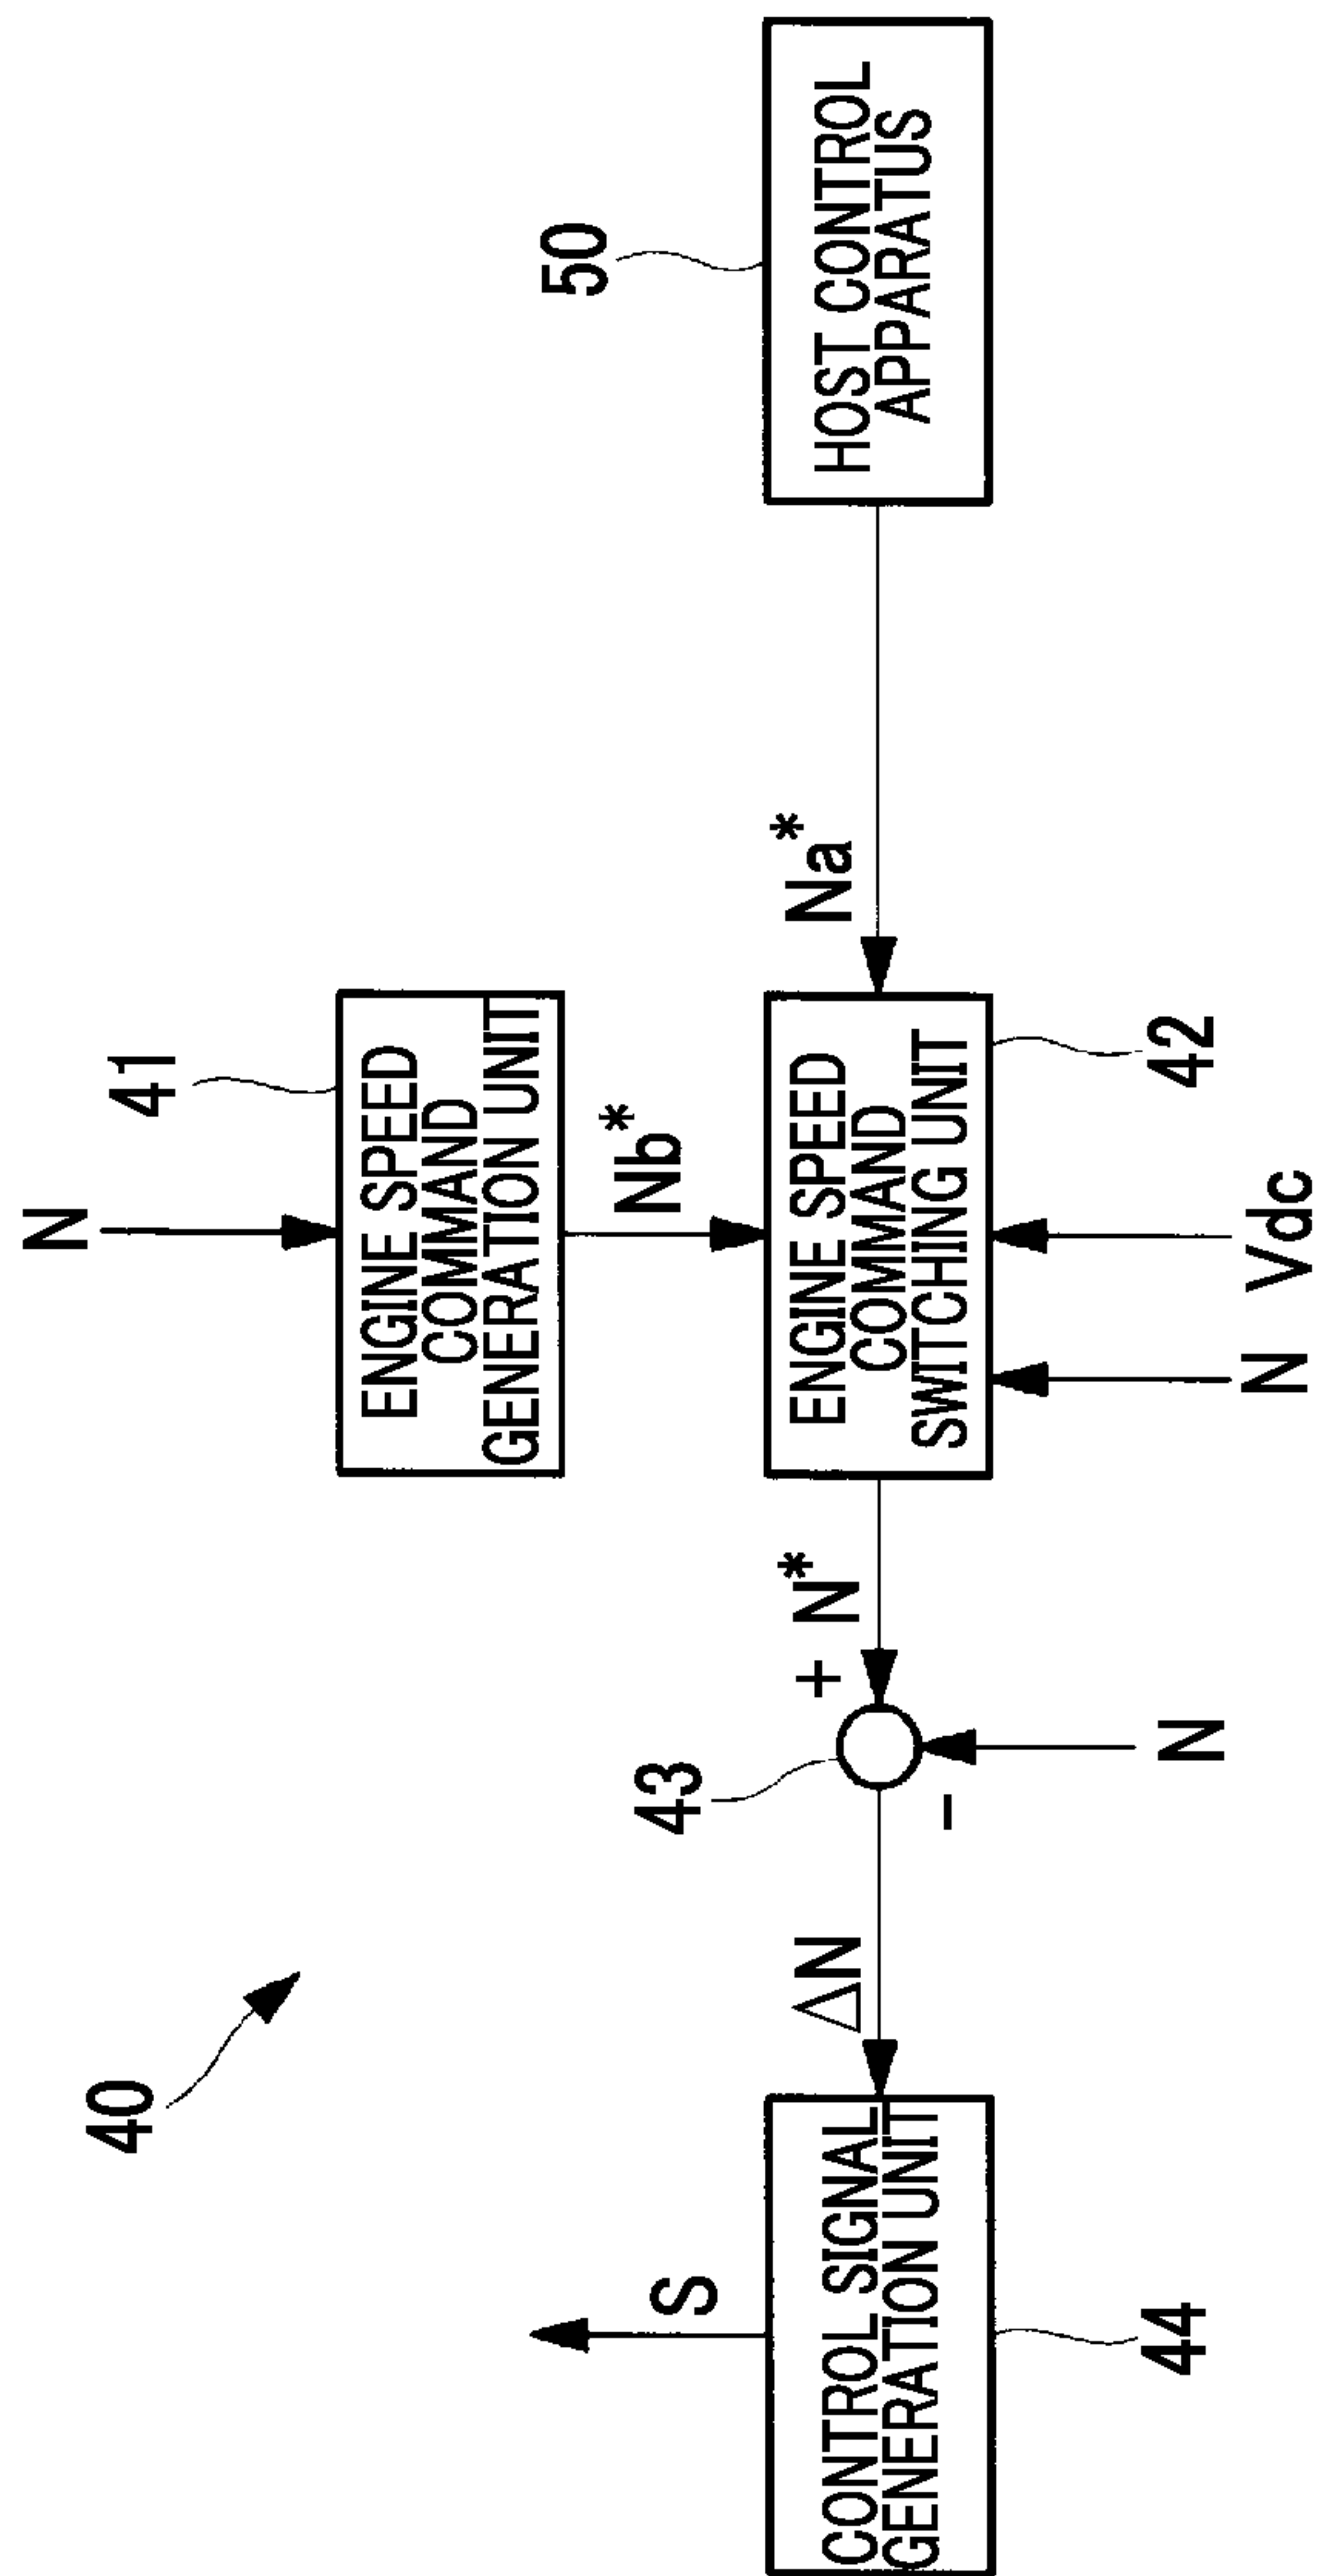 N
40
41
ENGINE SPEED
COMMAND
GENERATION UNIT
50
S
43
Nb*
△N
+
N*
Na*
CONTROL SIGNAL
GENERATION UNIT
ENGINE SPEED
COMMAND
SWITCHING UNIT
HOST CONTROL
APPARATUS
−
44
N
N
Vdc
42